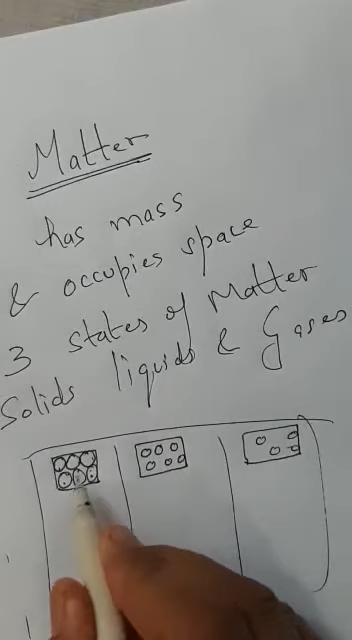 Matter
has mass
& occupies space
3 states of Matter
Solids liquids & Gases